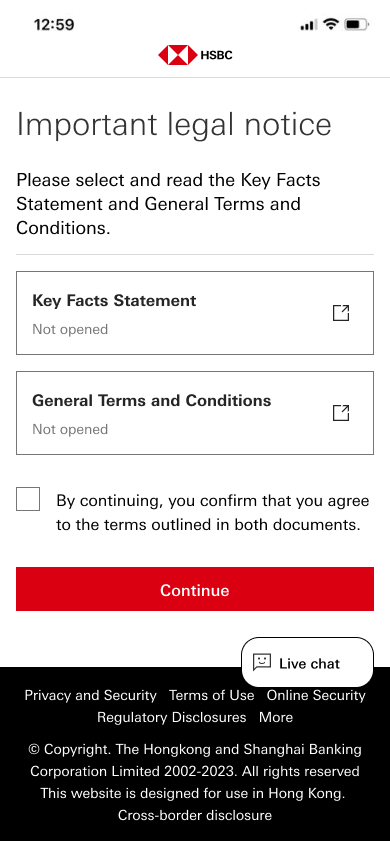 12:59
HSBC
Important legal notice
Please select and read the Key Facts
Statement and General Terms and
Conditions.
Key Facts Statement
Not opened
General Terms and Conditions
Not opened
By continuing, you confirm that you agree
to the terms outlined in both documents.
Continue
Live chat
Privacy and Security Terms of Use Online Security
Regulatory Disclosures More
© Copyright. The Hongkong and Shanghai Banking
Corporation Limited 2002-2023. All rights reserved
This website is designed for use in Hong Kong.
Cross-border disclosure